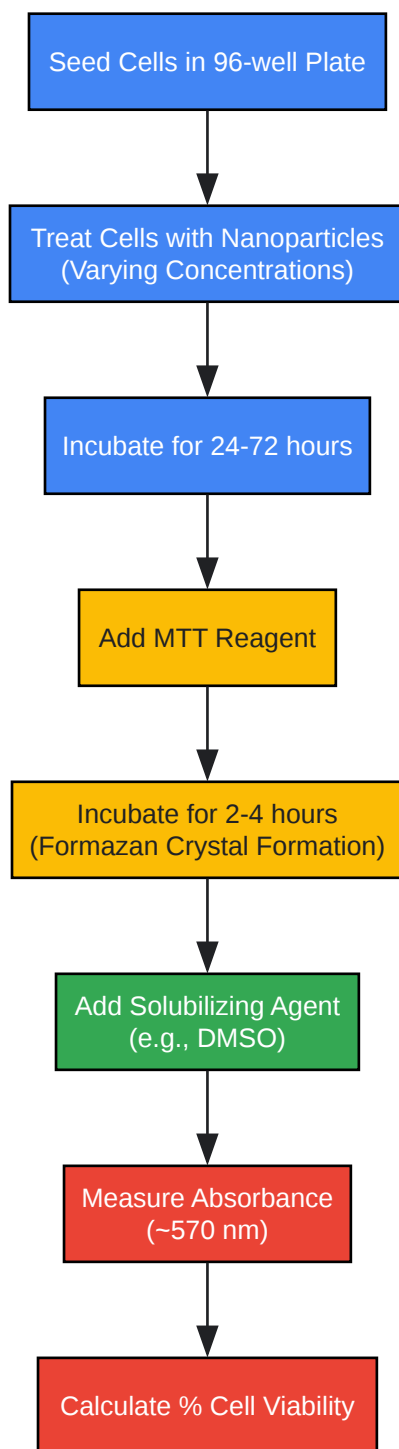 Seed Cells in 96-well Plate
Treat Cells with Nanoparticles
(Varying Concentrations)
Incubate for 24-72 hours
Add MTT Reagent
Incubate for 2-4 hours
(Formazan Crystal Formation)
Add Solubilizing Agent
(e.g., DMSO)
Measure Absorbance
(~570 nm)
Calculate % Cell Viability